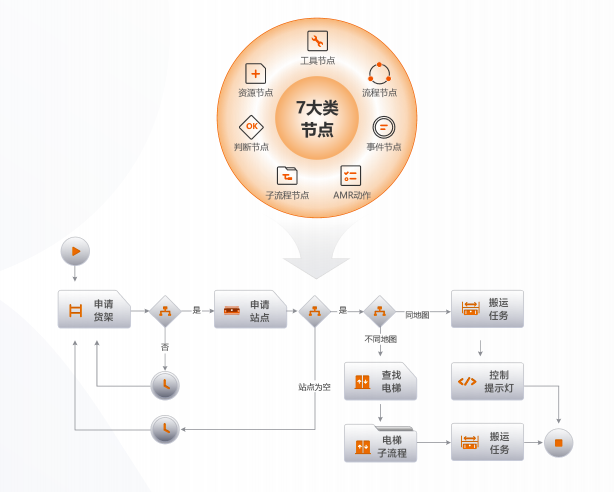 工具节点
资源节点
流程节点
7大类
节点
OK
判断节点
事件节点
子流程节点
AMR动作
申请
货架
是
申请
站点
是
同地图
搬运
任务
否
不同地图
站点为空
查找
电梯
控制
提示灯
电梯
子流程
搬运
任务